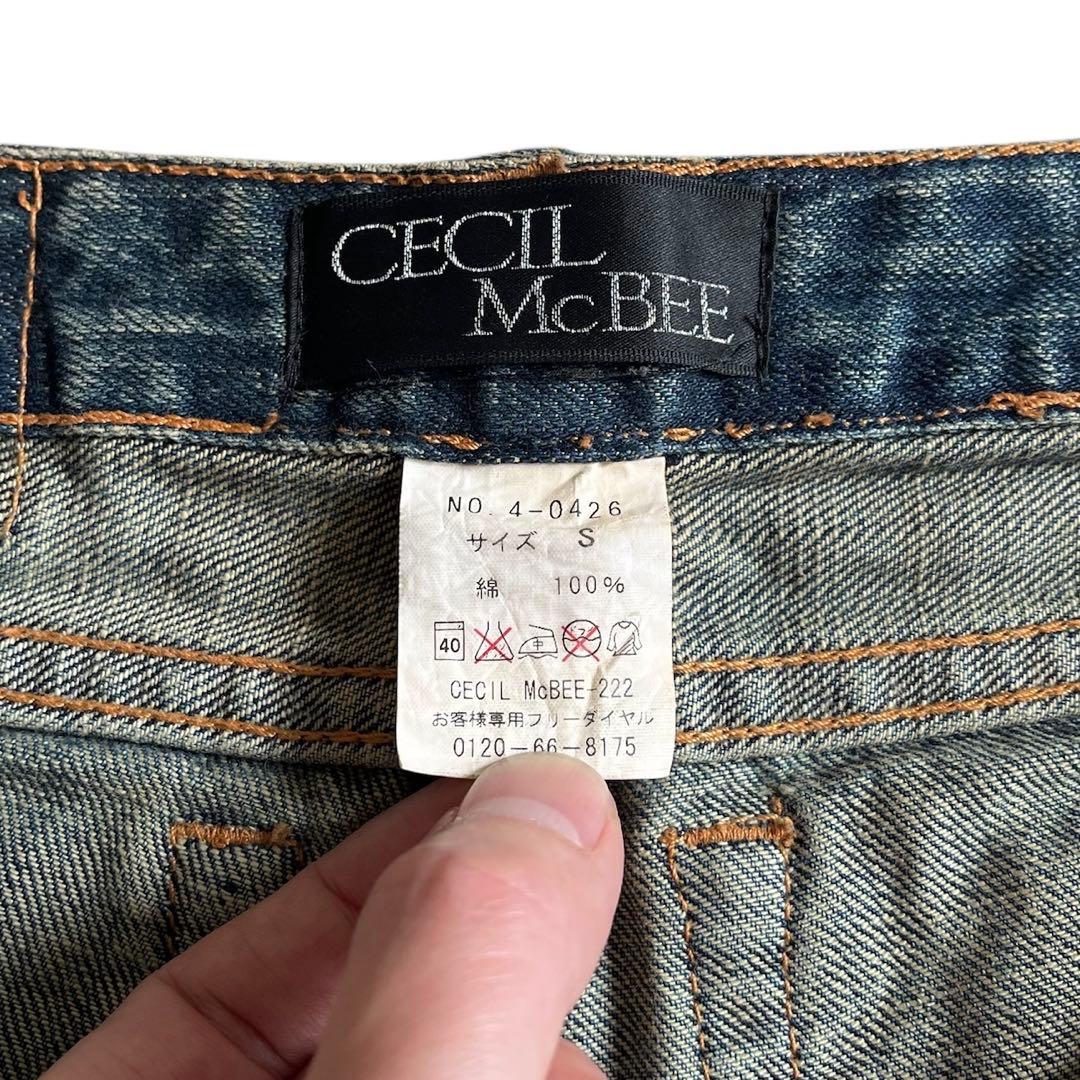 CECIL
McBEE
NO. 4-0426
サイズ S
綿 100%
40 中
CECIL McBEE-222
お客様専用フリーダイヤル
0120-66-8175